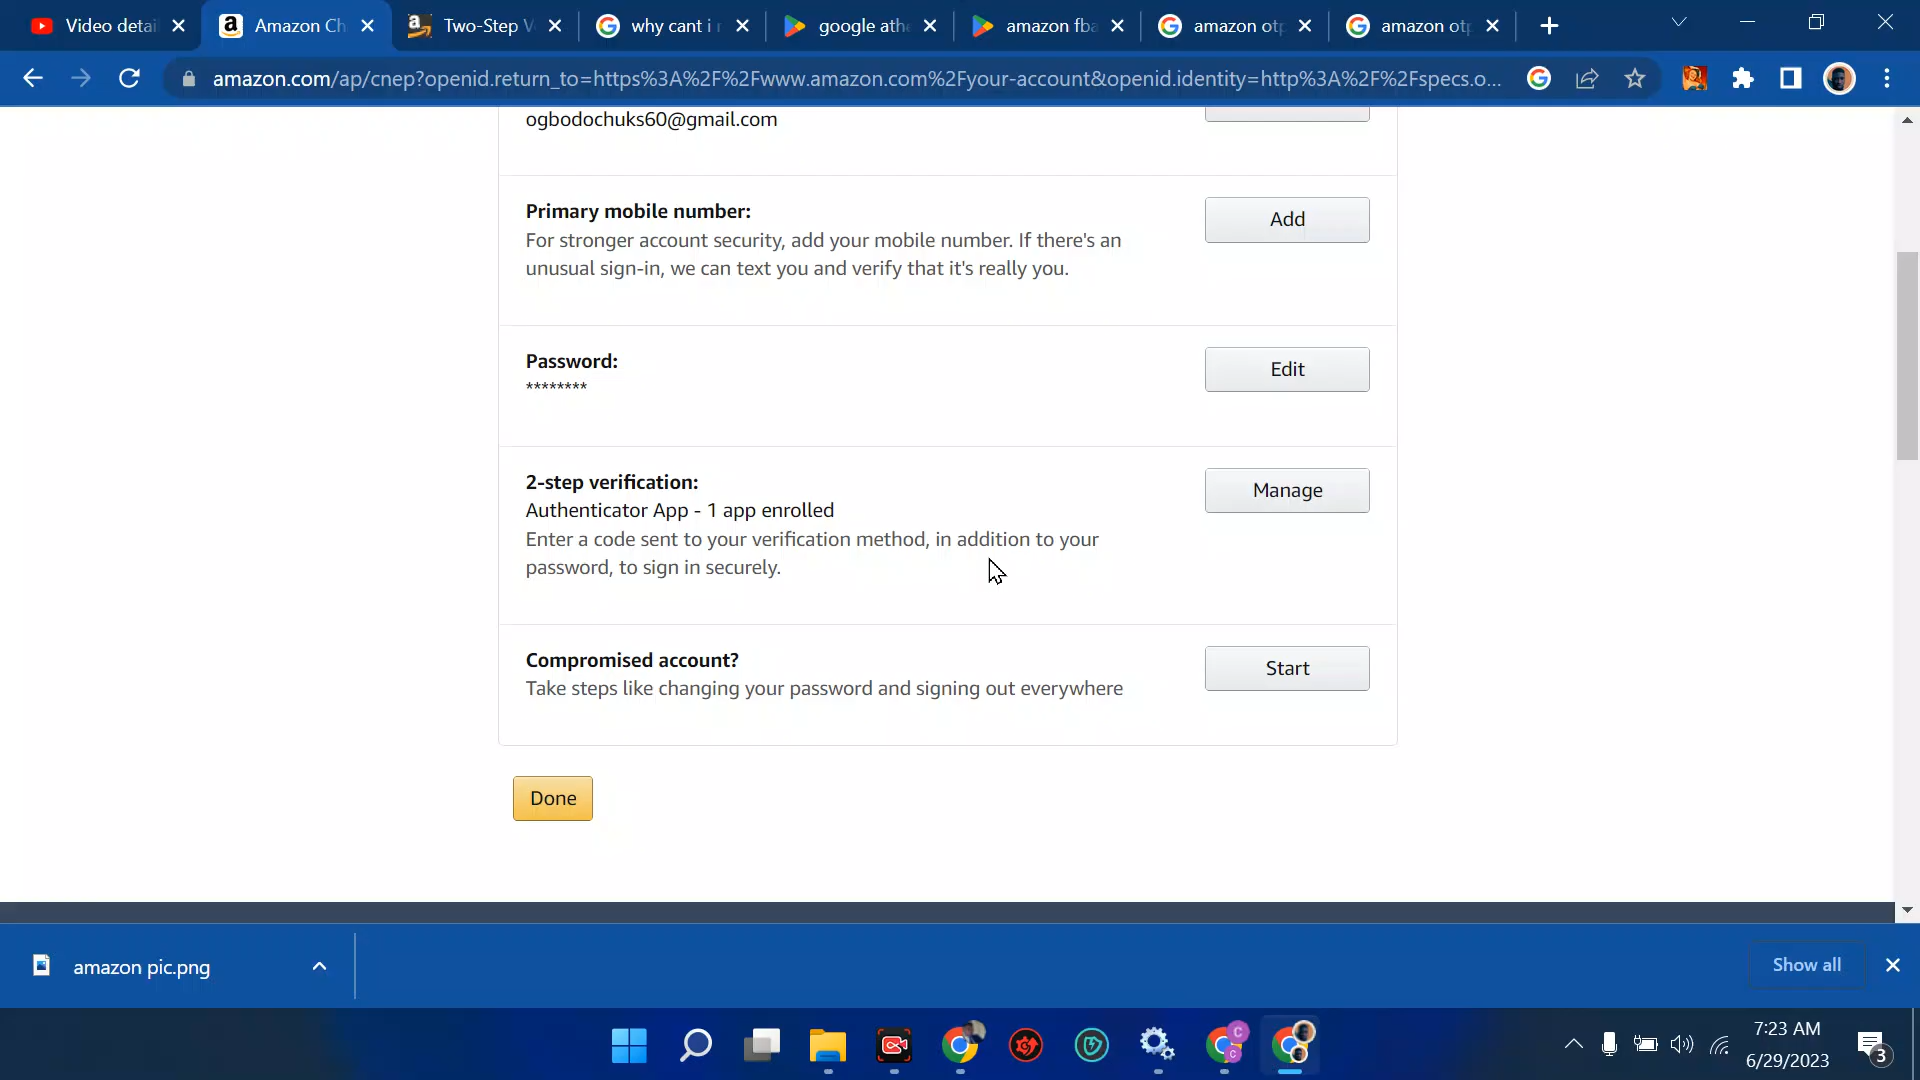 Video detai
Amazon Ch
Two-Step V
why cant i
google athe
amazon fba
amazon otp
amazon otp
amazon.com/ap/cnep?openid.return_to=https%3A%2F%2Fwww.amazon.com%2Fyour-account&openid.identity=http%3A%2F%2Fspecs.o...
ogbodochuks60@gmail.com
Primary mobile number:
Add
For stronger account security, add your mobile number. If there's an
unusual sign-in, we can text you and verify that it's really you.
Password:
Edit
********
2-step verification:
Manage
Authenticator App - 1 app enrolled
Enter a code sent to your verification method, in addition to your
password, to sign in securely.
Compromised account?
Start
Take steps like changing your password and signing out everywhere
Done
amazon pic.png
Show all
7:23 AM
6/29/2023
3